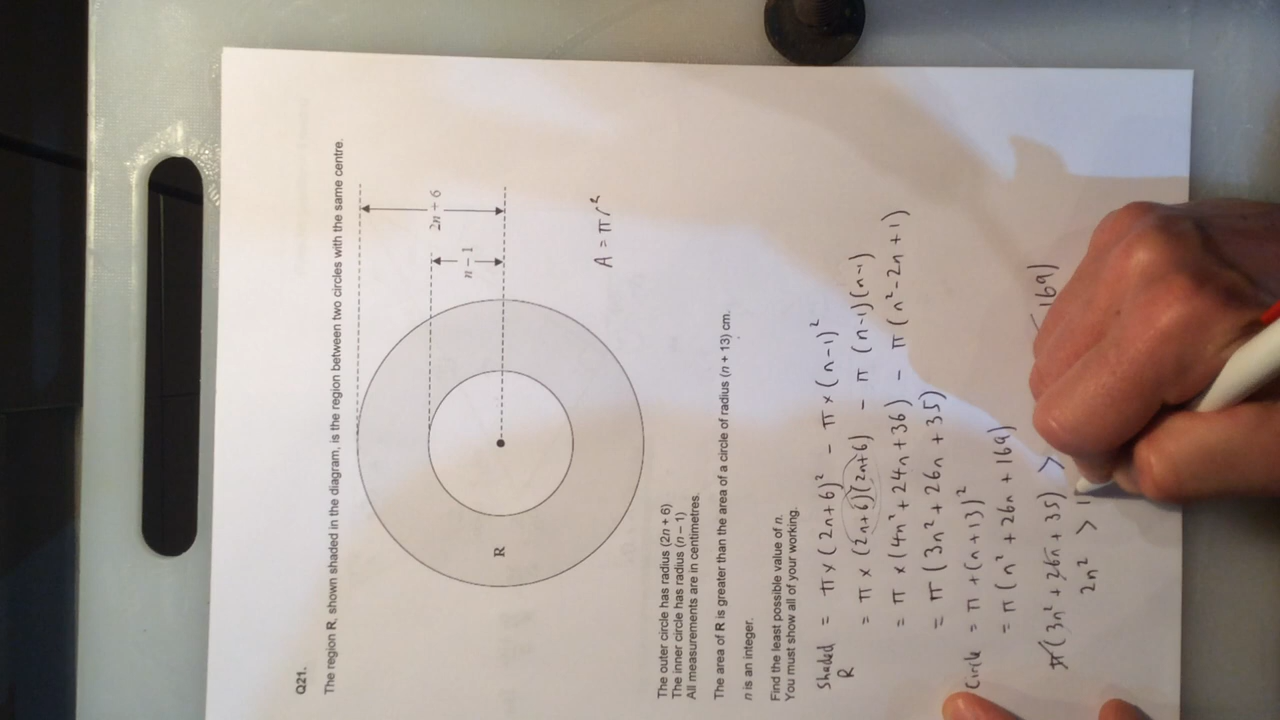 Q21.
The region R, shown shaded in the diagram, is the region between two circles with the same centre.
2n + 6
n − 1
R
A = πr²
The outer circle has radius (2n + 6)
The inner circle has radius (n − 1)
All measurements are in centimetres.
The area of R is greater than the area of a circle of radius (n + 13) cm.
n is an integer.
Find the least possible value of n.
You must show all of your working.
Shaded R = π × (2n+6)² − π × (n−1)²
= π × (2n+6)(2n+6) − π (n−1)(n−1)
= π × (4n² + 24n + 36) − π (n² − 2n + 1)
= π (3n² + 26n + 35)
Circle = π + (n+13)²
= π (n² + 26n + 169)
π(3n² + 26n + 35) > 169)
2n² > 1